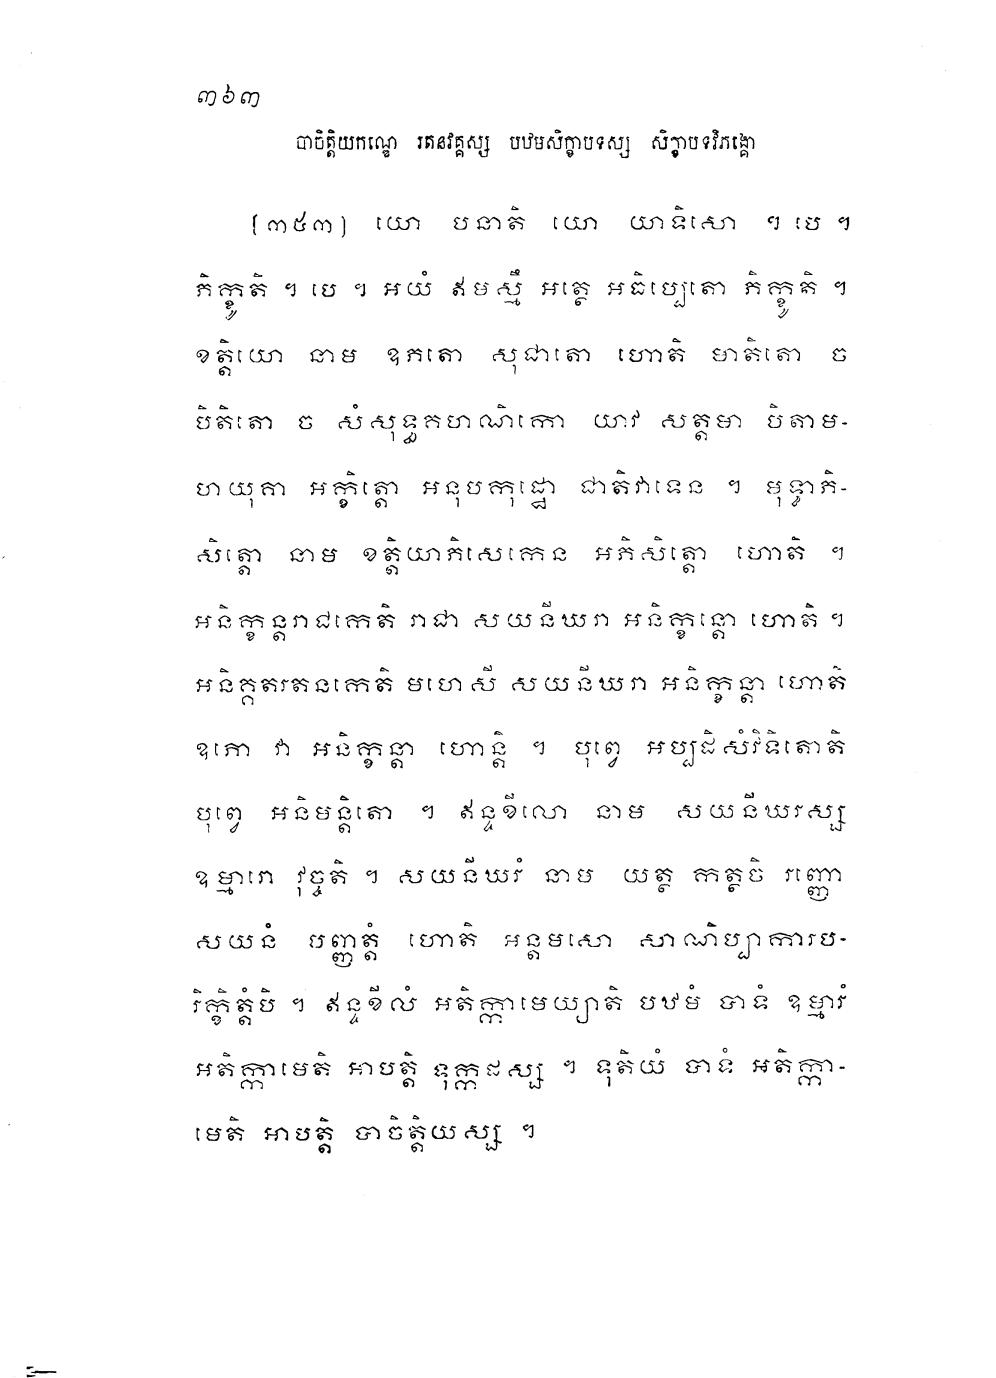 ៣៦៣
បាចិត្តិយកណ្ឌេ រតនវគ្គស្ស បឋមសិក្ខាបទស្ស សិក្ខាបទវិភង្គោ
[៣៥៣] យោ បនាតិ យោ យាទិសោ ។ បេ ។
ភិក្ខូតិ ។ បេ ។ អយំ ឥមស្មឹ អត្ថេ អធិប្បេតោ ភិក្ខូតិ ។
ខត្តិយោ នាម ឧភតោ សុជាតោ ហោតិ មាតិតោ ច
បិតិតោ ច សំសុទ្ធគហណិកោ យាវ សត្តមា បិតាម-
ហយុគា អក្ខិត្តោ អនុបកុដ្ឋោ ជាតិវាទេន ។ មុទ្ធាភិ-
សិត្តោ នាម ខត្តិយាភិសេកេន អភិសិត្តោ ហោតិ ។
អនិក្ខន្តរាជកេតិ រាជា សយនីឃរា អនិក្ខន្តោ ហោតិ ។
អនិគ្គតរតនកេតិ មហេសី សយនីឃរា អនិក្ខន្តា ហោតិ
ឧភោ វា អនិក្ខន្តា ហោន្តិ ។ បុព្វេ អប្បដិសំវិទិតោតិ
បុព្វេ អនិមន្តិតោ ។ ឥន្ទខីលោ នាម សយនីឃរស្ស
ឧម្មារោ វុច្ចតិ ។ សយនីឃរំ នាម យត្ថ កត្ថចិ រញ្ញោ
សយនំ បញ្ញត្តំ ហោតិ អន្តមសោ សាណិប្បាការប-
រិក្ខិត្តំបិ ។ ឥន្ទខីលំ អតិក្កាមេយ្យាតិ បឋមំ បាទំ ឧម្មារំ
អតិក្កាមេតិ អាបត្តិ ទុក្កដស្ស ។ ទុតិយំ បាទំ អតិក្កា-
មេតិ អាបត្តិ បាចិត្តិយស្ស ។